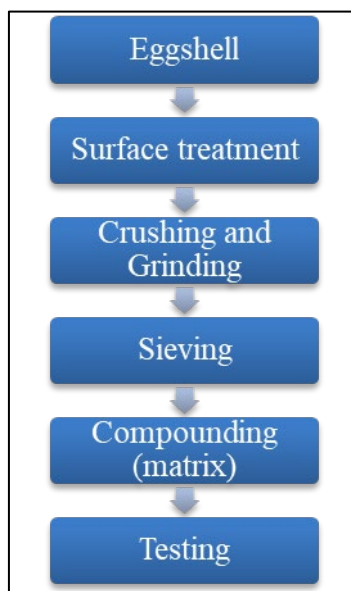 Eggshell
Surface treatment
Crushing and
Grinding
Sieving
Compounding
(matrix)
Testing